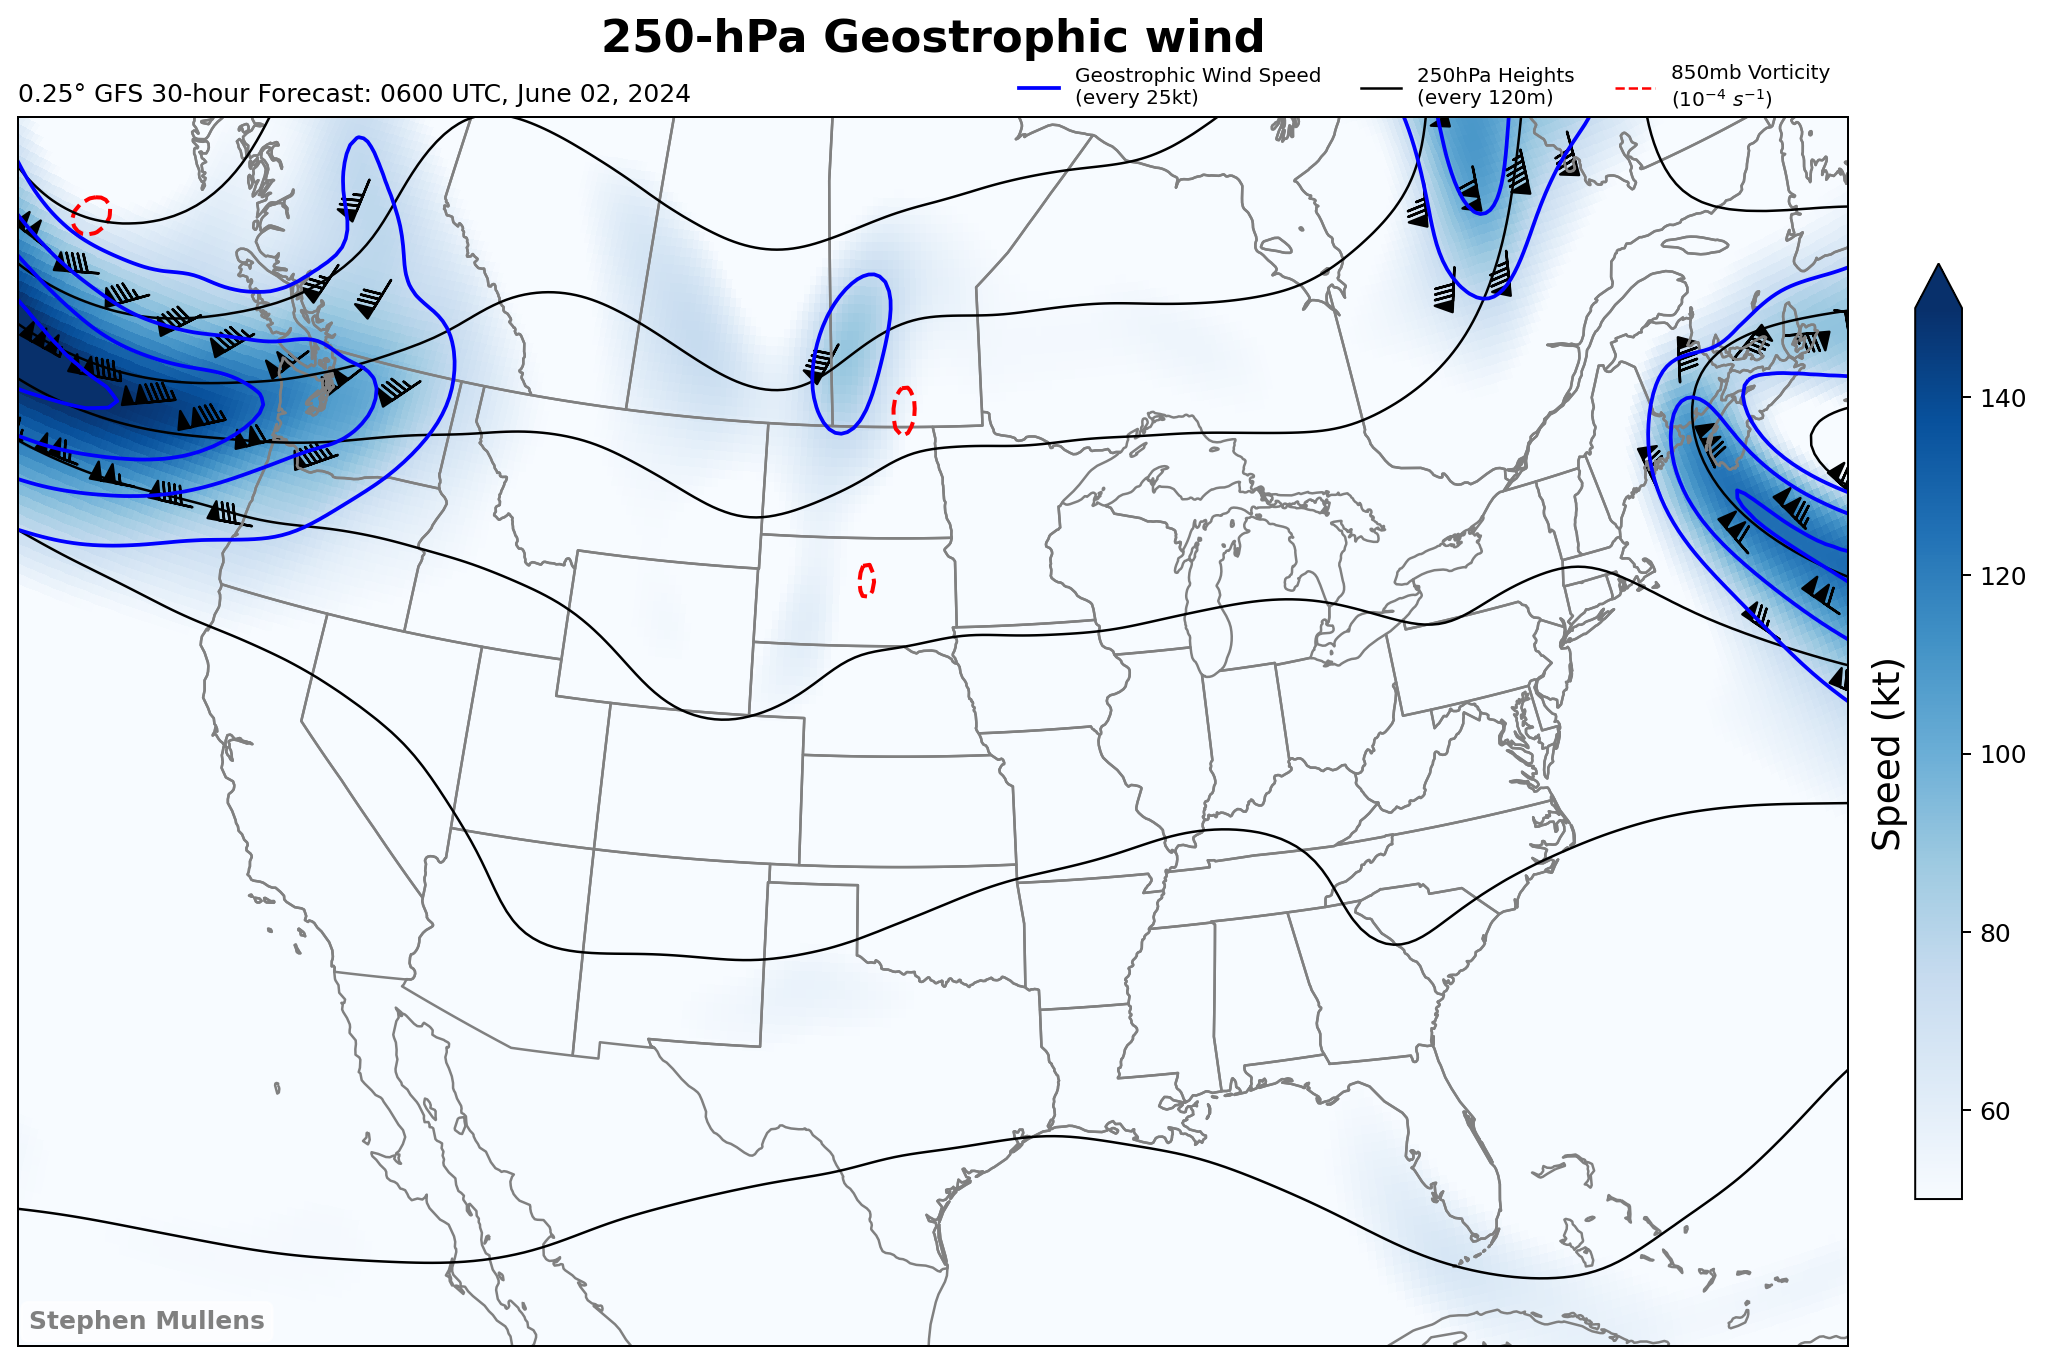 250-hPa Geostrophic wind
0.25° GFS 30-hour Forecast: 0600 UTC, June 02, 2024
Geostrophic Wind Speed
(every 25kt)
250hPa Heights
(every 120m)
850mb Vorticity
(10⁻⁴ s⁻¹)
140
120
100
80
60
Speed (kt)
Stephen Mullens